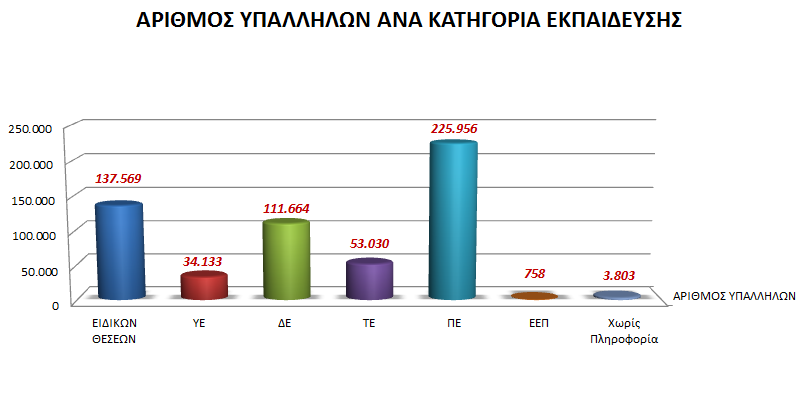 ΑΡΙΘΜΟΣ ΥΠΑΛΛΗΛΩΝ ΑΝΑ ΚΑΤΗΓΟΡΙΑ ΕΚΠΑΙΔΕΥΣΗΣ
250.000
200.000
150.000
100.000
50.000
0
137.569
34.133
111.664
53.030
225.956
758
3.803
ΕΙΔΙΚΩΝ
ΘΕΣΕΩΝ
ΥΕ
ΔΕ
ΤΕ
ΠΕ
ΕΕΠ
Χωρίς
Πληροφορία
ΑΡΙΘΜΟΣ ΥΠΑΛΛΗΛΩΝ